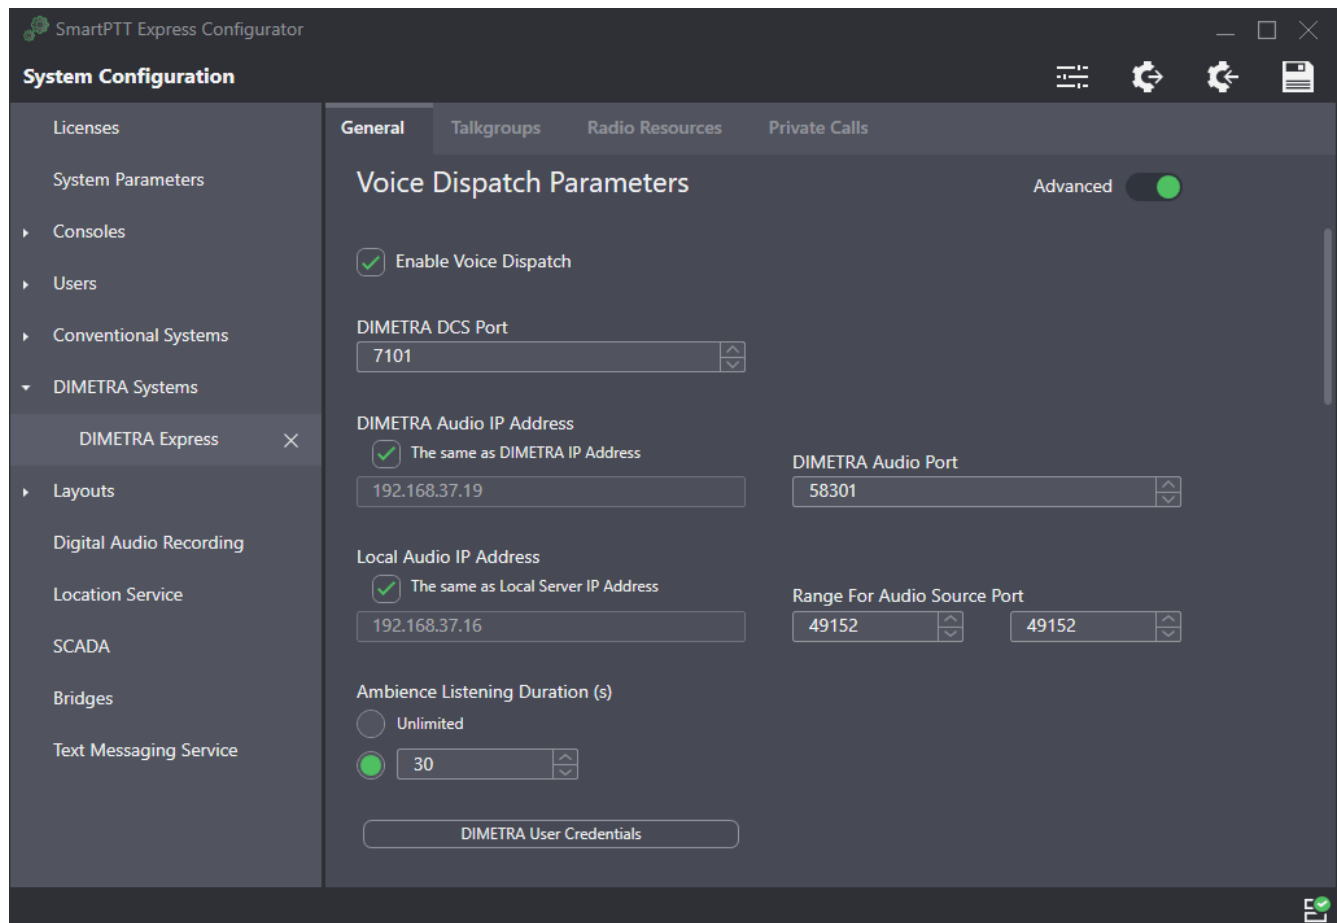 SmartPTT Express Configurator
System Configuration
Licenses
System Parameters
Consoles
Users
Conventional Systems
DIMETRA Systems
DIMETRA Express
Layouts
Digital Audio Recording
Location Service
SCADA
Bridges
Text Messaging Service
General Talkgroups Radio Resources Private Calls
Voice Dispatch Parameters Advanced
Enable Voice Dispatch
DIMETRA DCS Port
7101
DIMETRA Audio IP Address
The same as DIMETRA IP Address
192.168.37.19
DIMETRA Audio Port
58301
Local Audio IP Address
The same as Local Server IP Address
192.168.37.16
Range For Audio Source Port
49152 49152
Ambience Listening Duration (s)
Unlimited
30
DIMETRA User Credentials